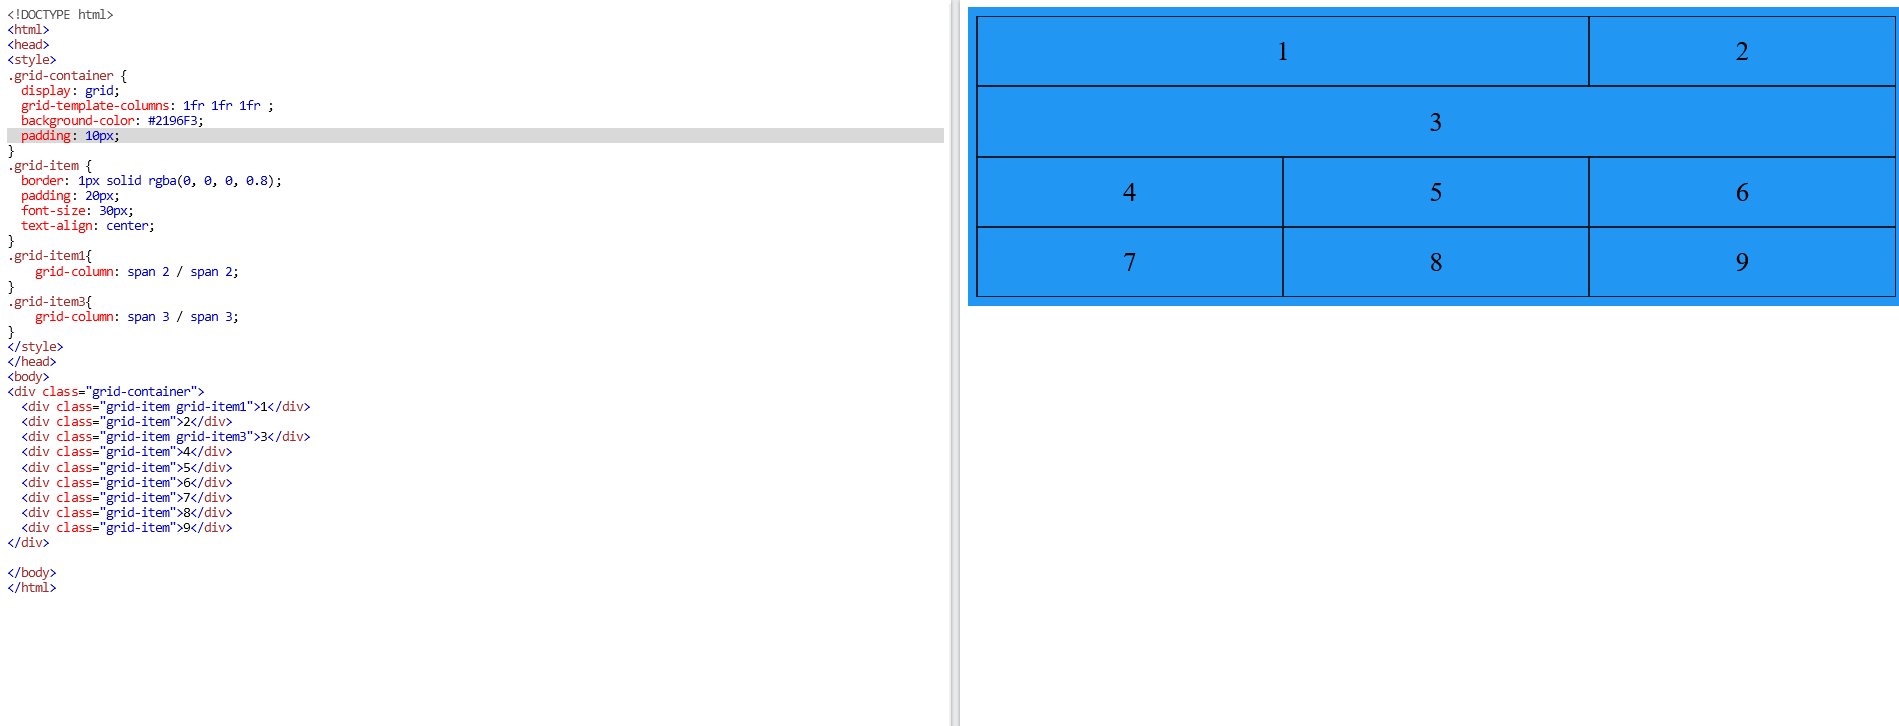 <!DOCTYPE html>
<html>
<head>
<style>
.grid-container {
  display: grid;
  grid-template-columns: 1fr 1fr 1fr ;
  background-color: #2196F3;
  padding: 10px;
}
.grid-item {
  border: 1px solid rgba(0, 0, 0, 0.8);
  padding: 20px;
  font-size: 30px;
  text-align: center;
}
.grid-item1{
    grid-column: span 2 / span 2;
}
.grid-item3{
    grid-column: span 3 / span 3;
}
</style>
</head>
<body>
<div class="grid-container">
  <div class="grid-item grid-item1">1</div>
  <div class="grid-item">2</div>
  <div class="grid-item grid-item3">3</div>
  <div class="grid-item">4</div>
  <div class="grid-item">5</div>
  <div class="grid-item">6</div>
  <div class="grid-item">7</div>
  <div class="grid-item">8</div>
  <div class="grid-item">9</div>
</div>

</body>
</html>
1 2
3
4 5 6
7 8 9